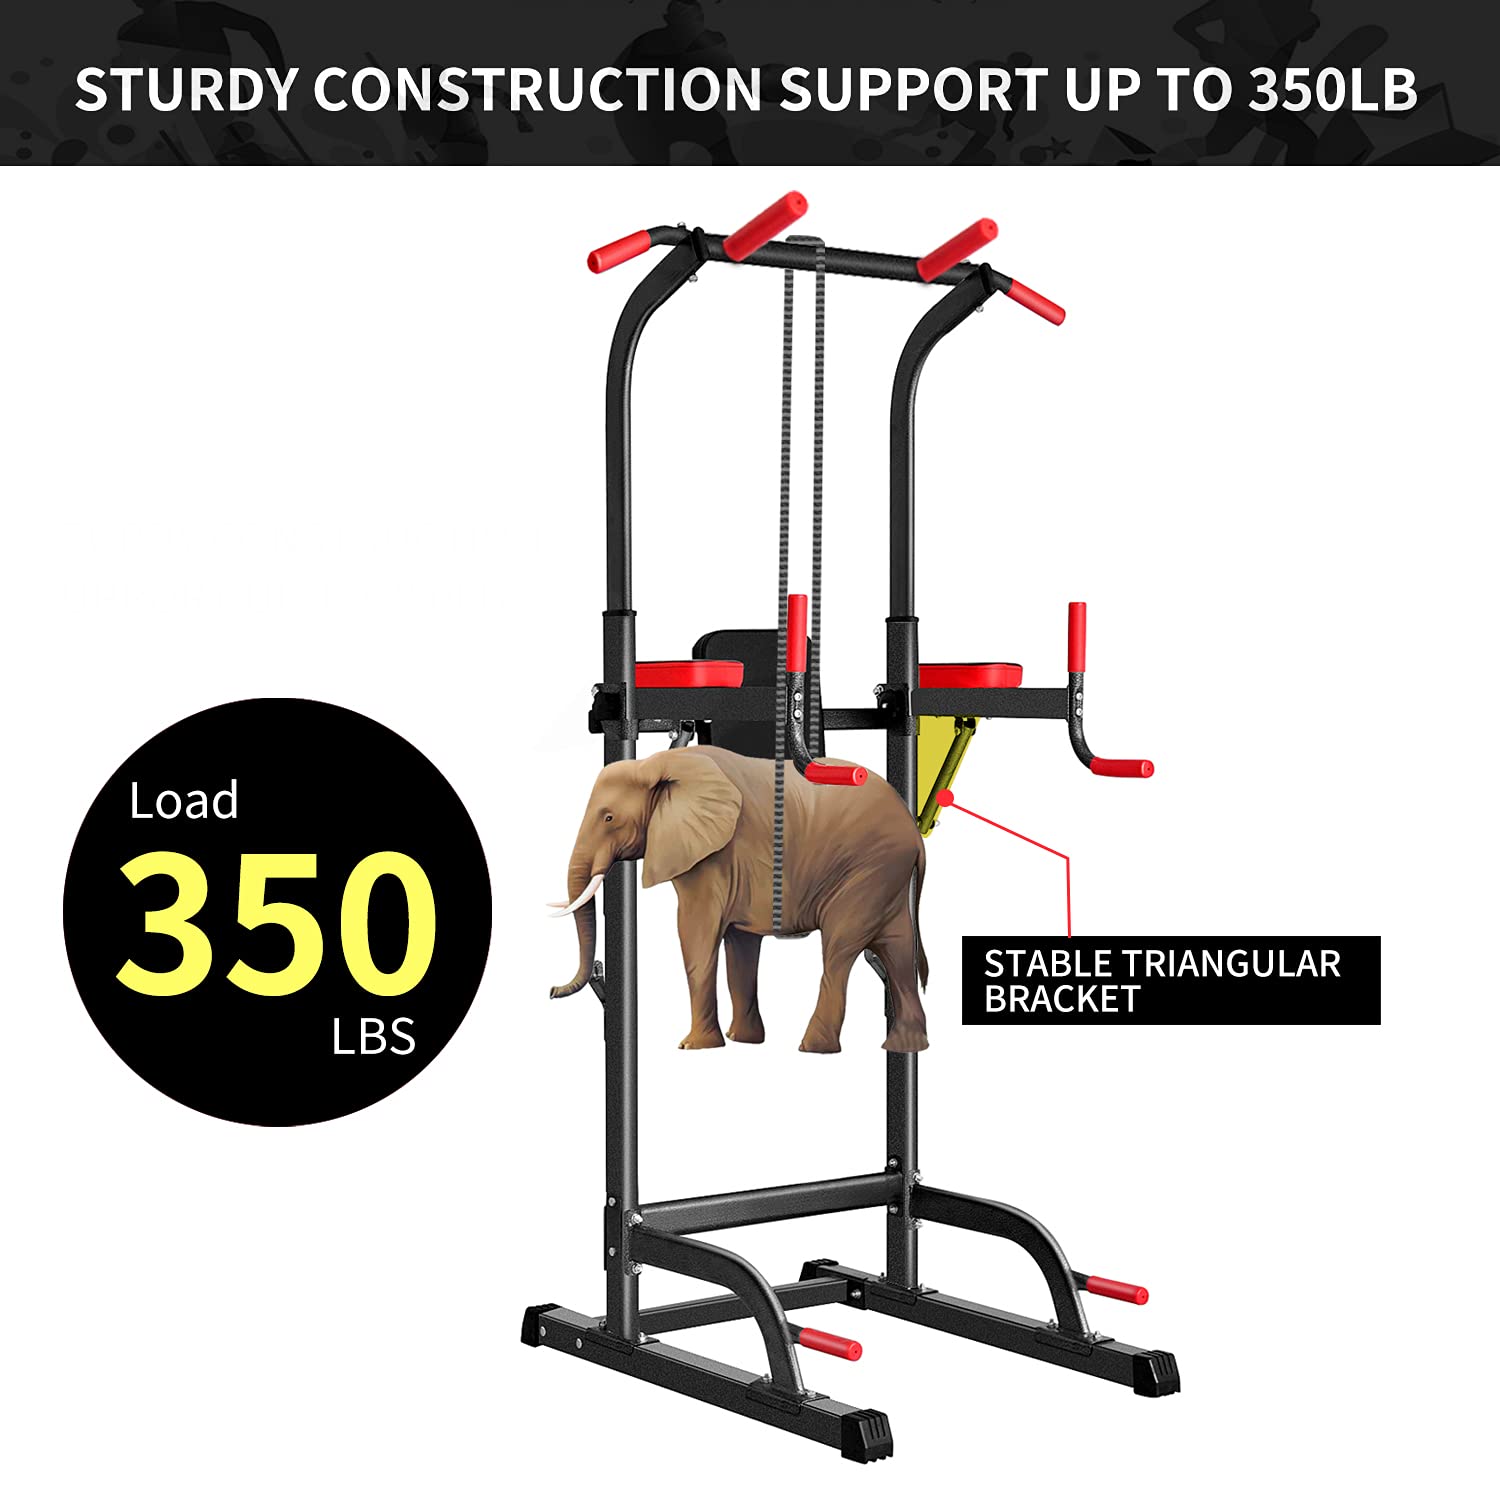 STURDY CONSTRUCTION SUPPORT UP TO 350LB
Load
350
LBS
STABLE TRIANGULAR
BRACKET